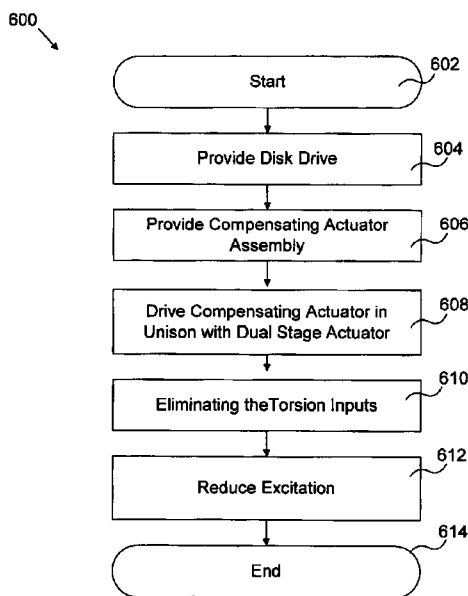 600
Start
602
Provide Disk Drive
604
Provide Compensating Actuator
Assembly
606
Drive Compensating Actuator in
Unison with Dual Stage Actuator
608
Eliminating theTorsion Inputs
610
Reduce Excitation
612
End
614